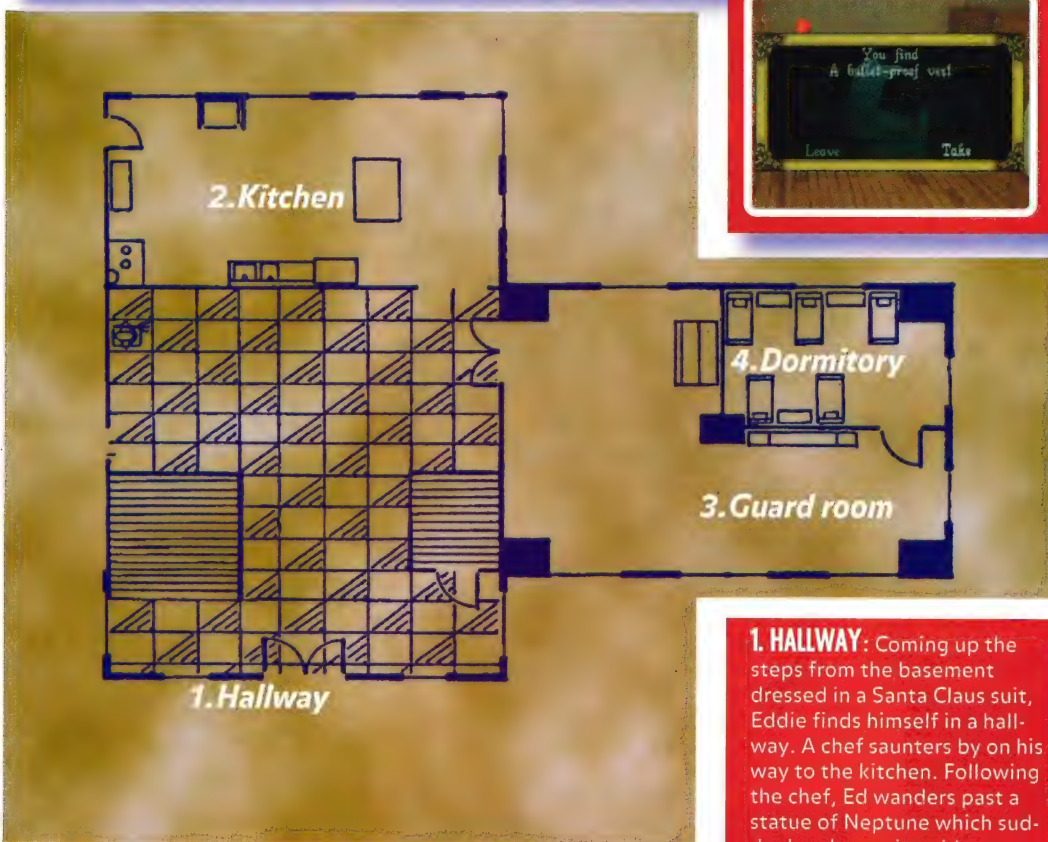 You find
A bullet-proof vest
Leave
Take
2.Kitchen
4.Dormitory
3.Guard room
1.Hallway
1. HALLWAY: Coming up the
steps from the basement
dressed in a Santa Claus suit,
Eddie finds himself in a hall-
way. A chef saunters by on his
way to the kitchen. Following
the chef, Ed wanders past a
statue of Neptune which sud-